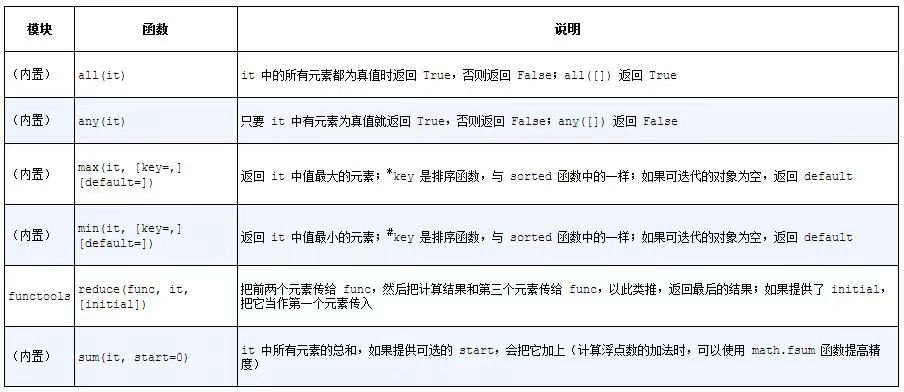 模块 函数 说明
（内置） all(it) it 中的所有元素都为真值时返回 True，否则返回 False；all([]) 返回 True
（内置） any(it) 只要 it 中有元素为真值就返回 True，否则返回 False；any([]) 返回 False
（内置） max(it, [key=,]
[default=]) 返回 it 中值最大的元素；*key 是排序函数，与 sorted 函数中的一样；如果可迭代的对象为空，返回 default
（内置） min(it, [key=,]
[default=]) 返回 it 中值最小的元素；#key 是排序函数，与 sorted 函数中的一样；如果可迭代的对象为空，返回 default
functools reduce(func, it,
[initial]) 把前两个元素传给 func，然后把计算结果和第三个元素传给 func，以此类推，返回最后的结果；如果提供了 initial，
把它当作第一个元素传入
（内置） sum(it, start=0) it 中所有元素的总和，如果提供可选的 start，会把它加上（计算浮点数的加法时，可以使用 math.fsum 函数提高精
度）